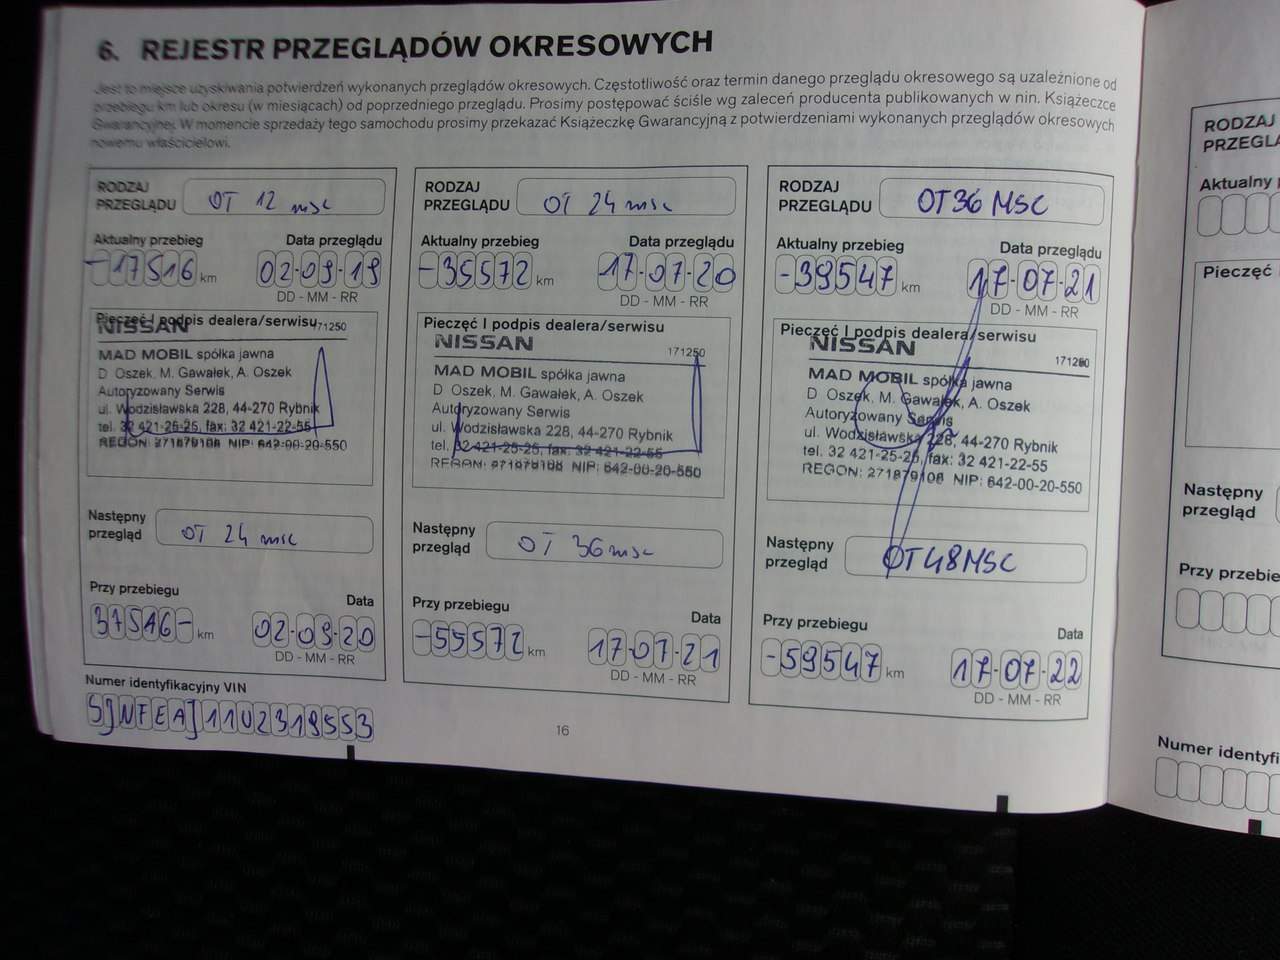 6. REJESTR PRZEGLĄDÓW OKRESOWYCH
Jest to miejsce uzyskiwania potwierdzeń wykonanych przeglądów okresowych. Częstotliwość oraz termin danego przeglądu okresowego są uzależnione od
przebiegu km lub okresu (w miesiącach) od poprzedniego przeglądu. Prosimy postępować ściśle wg zaleceń producenta publikowanych w nin. Książeczce
Gwarancyjnej. W momencie sprzedaży tego samochodu prosimy przekazać Książeczkę Gwarancyjną z potwierdzeniami wykonanych przeglądów okresowych
nowemu właścicielowi.
RODZAJ PRZEGLĄDU OT 12 msc
Aktualny przebieg Data przeglądu
-17516 km 02-09-19
DD - MM - RR
Pieczęć I podpis dealera/serwisu
NISSAN 171250
MAD MOBIL spółka jawna
D Oszek, M. Gawałek, A. Oszek
Autoryzowany Serwis
ul. Wodzisławska 228, 44-270 Rybnik
tel. 32 421-25-25, fax: 32 421-22-55
REGON: 271879108 NIP: 642-00-20-550
Następny przegląd OT 24 msc
Przy przebiegu Data
37516- km 02-09-20
DD - MM - RR
Numer identyfikacyjny VIN
SJNFEAJ11U2319553
RODZAJ PRZEGLĄDU OT 24 msc
Aktualny przebieg Data przeglądu
-35572 km 17-07-20
DD - MM - RR
Pieczęć I podpis dealera/serwisu
NISSAN 171250
MAD MOBIL spółka jawna
D Oszek, M. Gawałek, A. Oszek
Autoryzowany Serwis
ul. Wodzisławska 228, 44-270 Rybnik
tel. 32 421-25-25, fax: 32 421-22-55
REGON: 271879108 NIP: 642-00-20-550
Następny przegląd OT 36 msc
Przy przebiegu Data
-55572 km 17-07-21
DD - MM - RR
RODZAJ PRZEGLĄDU OT36 MSC
Aktualny przebieg Data przeglądu
-39547 km 17-07-21
DD - MM - RR
Pieczęć I podpis dealera/serwisu
NISSAN 171250
MAD MOBIL spółka jawna
D Oszek, M. Gawałek, A. Oszek
Autoryzowany Serwis
ul. Wodzisławska 228, 44-270 Rybnik
tel. 32 421-25-25, fax: 32 421-22-55
REGON: 271879108 NIP: 642-00-20-550
Następny przegląd OT48MSC
Przy przebiegu Data
-59547 km 17-07-22
DD - MM - RR
16
RODZAJ
PRZEGLĄ
Aktualny
Pieczęć
Następny
przegląd
Przy przebie
Numer identyfi